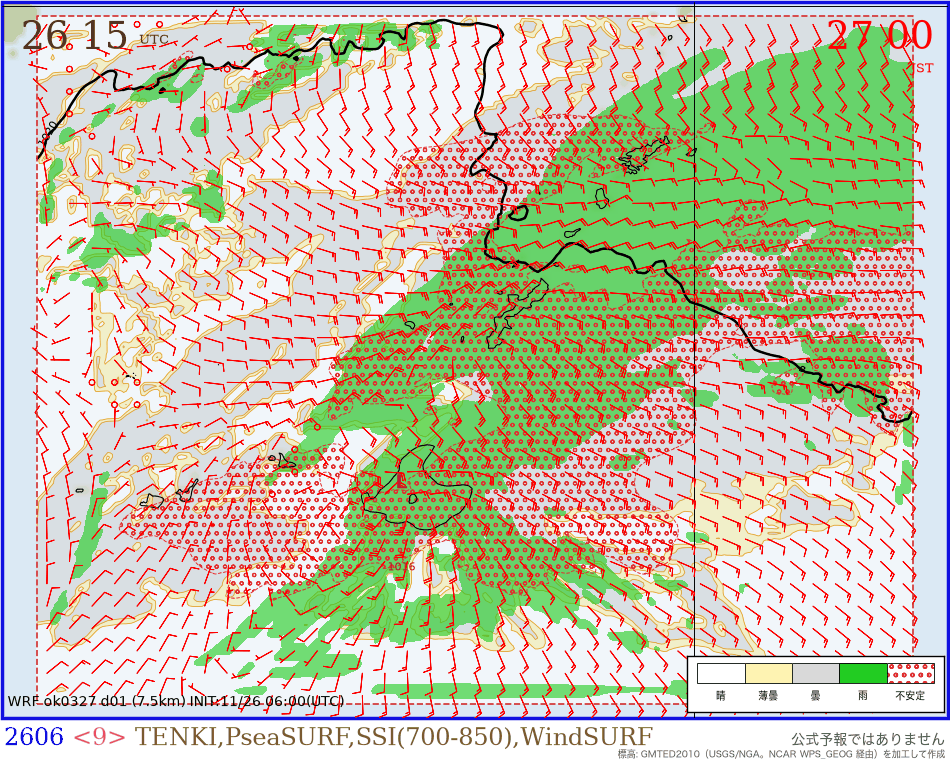 26 15 UTC
27 00
JST
1016
晴 薄曇 曇 雨 不安定
WRF ok0327 d01 (7.5km) INIT:11/26 06:00(UTC)
2606 <9> TENKI,PseaSURF,SSI(700-850),WindSURF
公式予報ではありません
標高: GMTED2010（USGS/NGA。NCAR WPS_GEOG 経由）を加工して作成